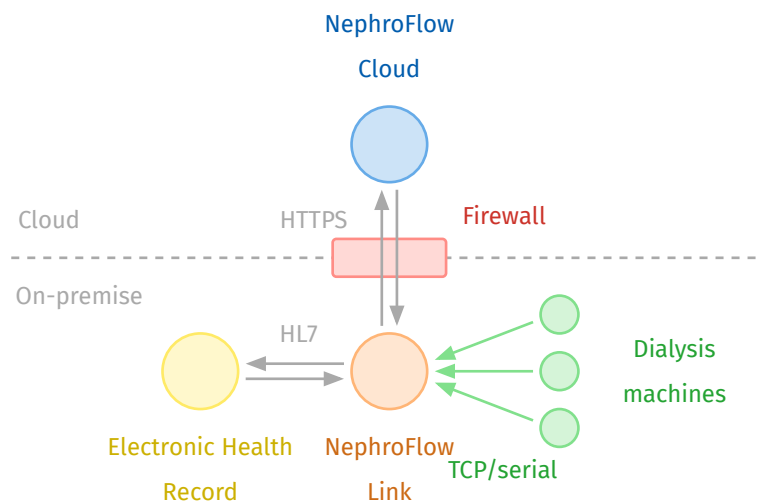 NephroFlow
Cloud
Cloud
HTTPS
Firewall
On-premise
HL7
Dialysis
machines
Electronic Health
Record
NephroFlow
Link
TCP/serial